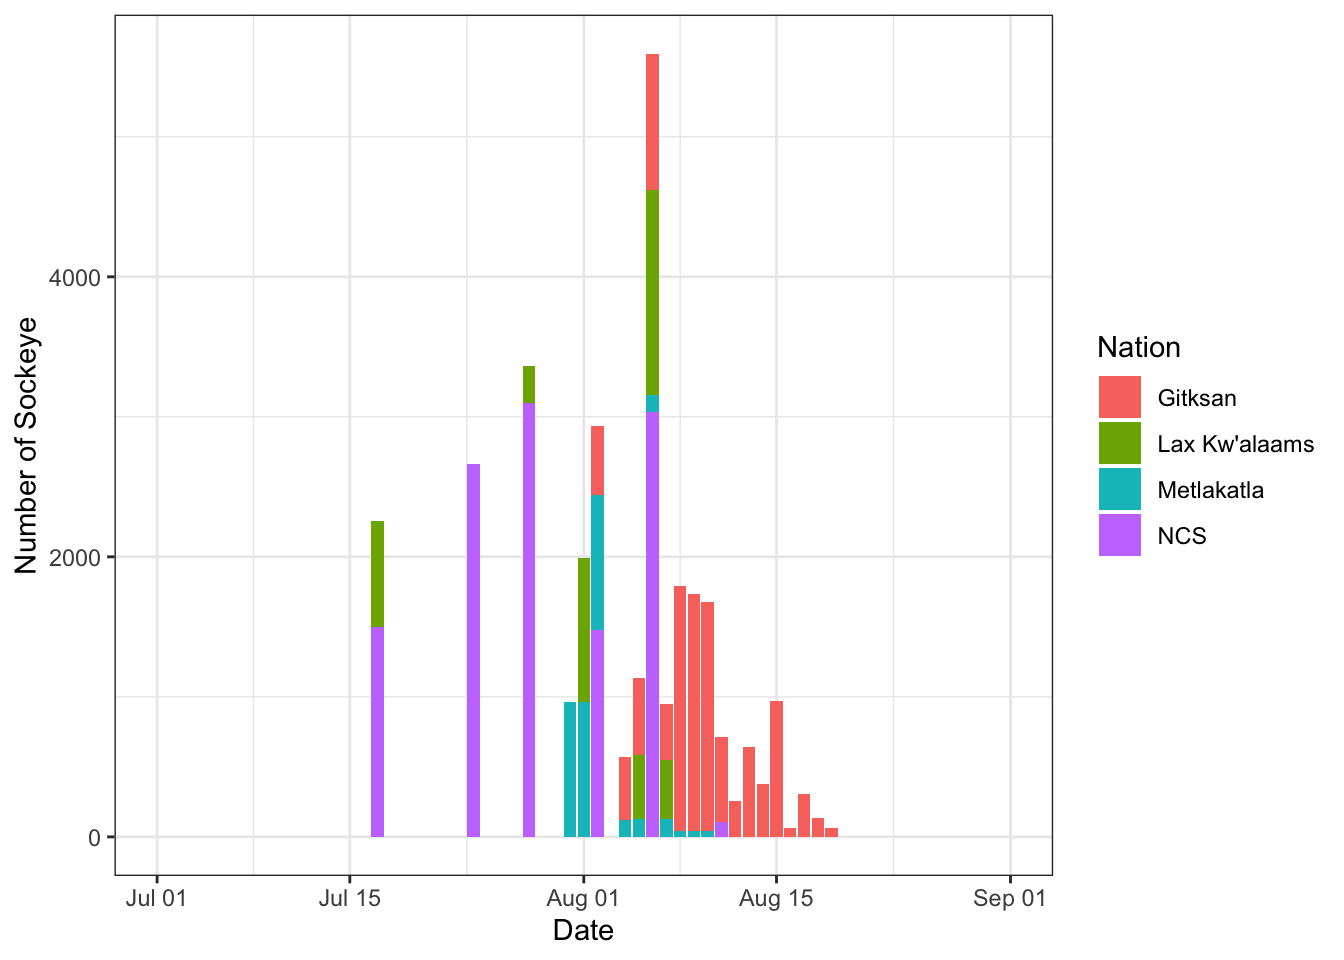 Number of Sockeye
4000
2000
0
Jul 01
Jul 15
Aug 01
Aug 15
Sep 01
Date
Nation
Gitksan
Lax Kw'alaams
Metlakatla
NCS